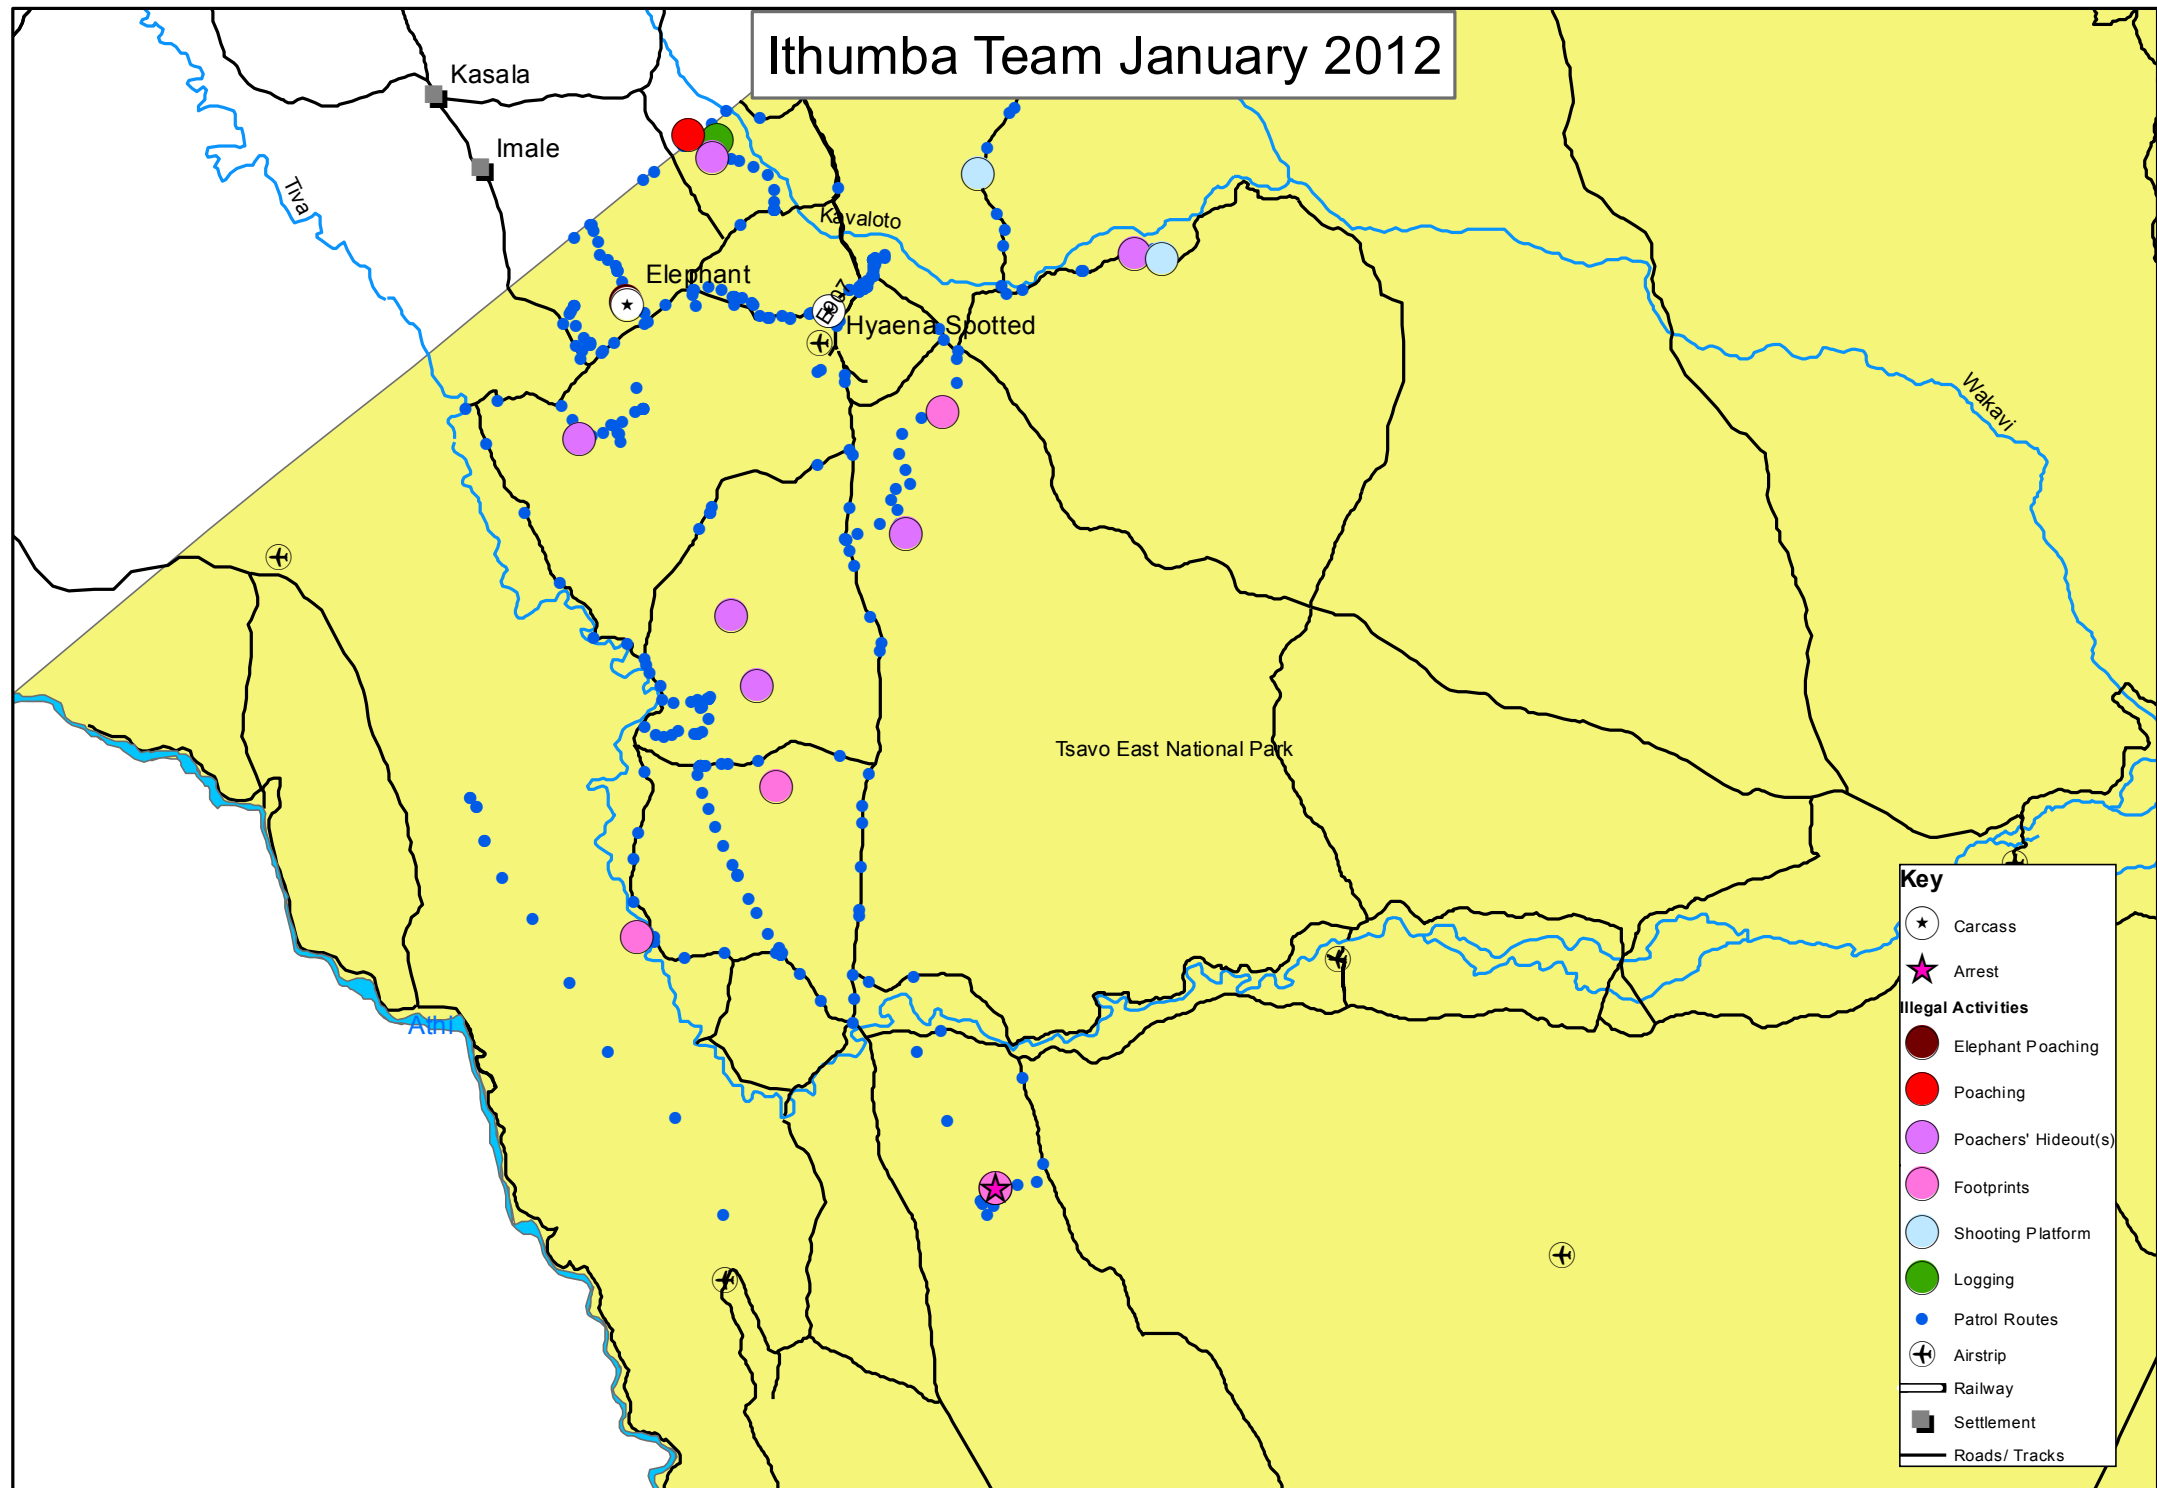 Ithumba Team January 2012
Kasala
Imale
Tiva
Kavaloto
Elephant
Hyaena Spotted
Wakavi
Tsavo East National Park
Athi
Key
Carcass
Arrest
Illegal Activities
Elephant Poaching
Poaching
Poachers' Hideout(s)
Footprints
Shooting Platform
Logging
Patrol Routes
Airstrip
Railway
Settlement
Roads/ Tracks